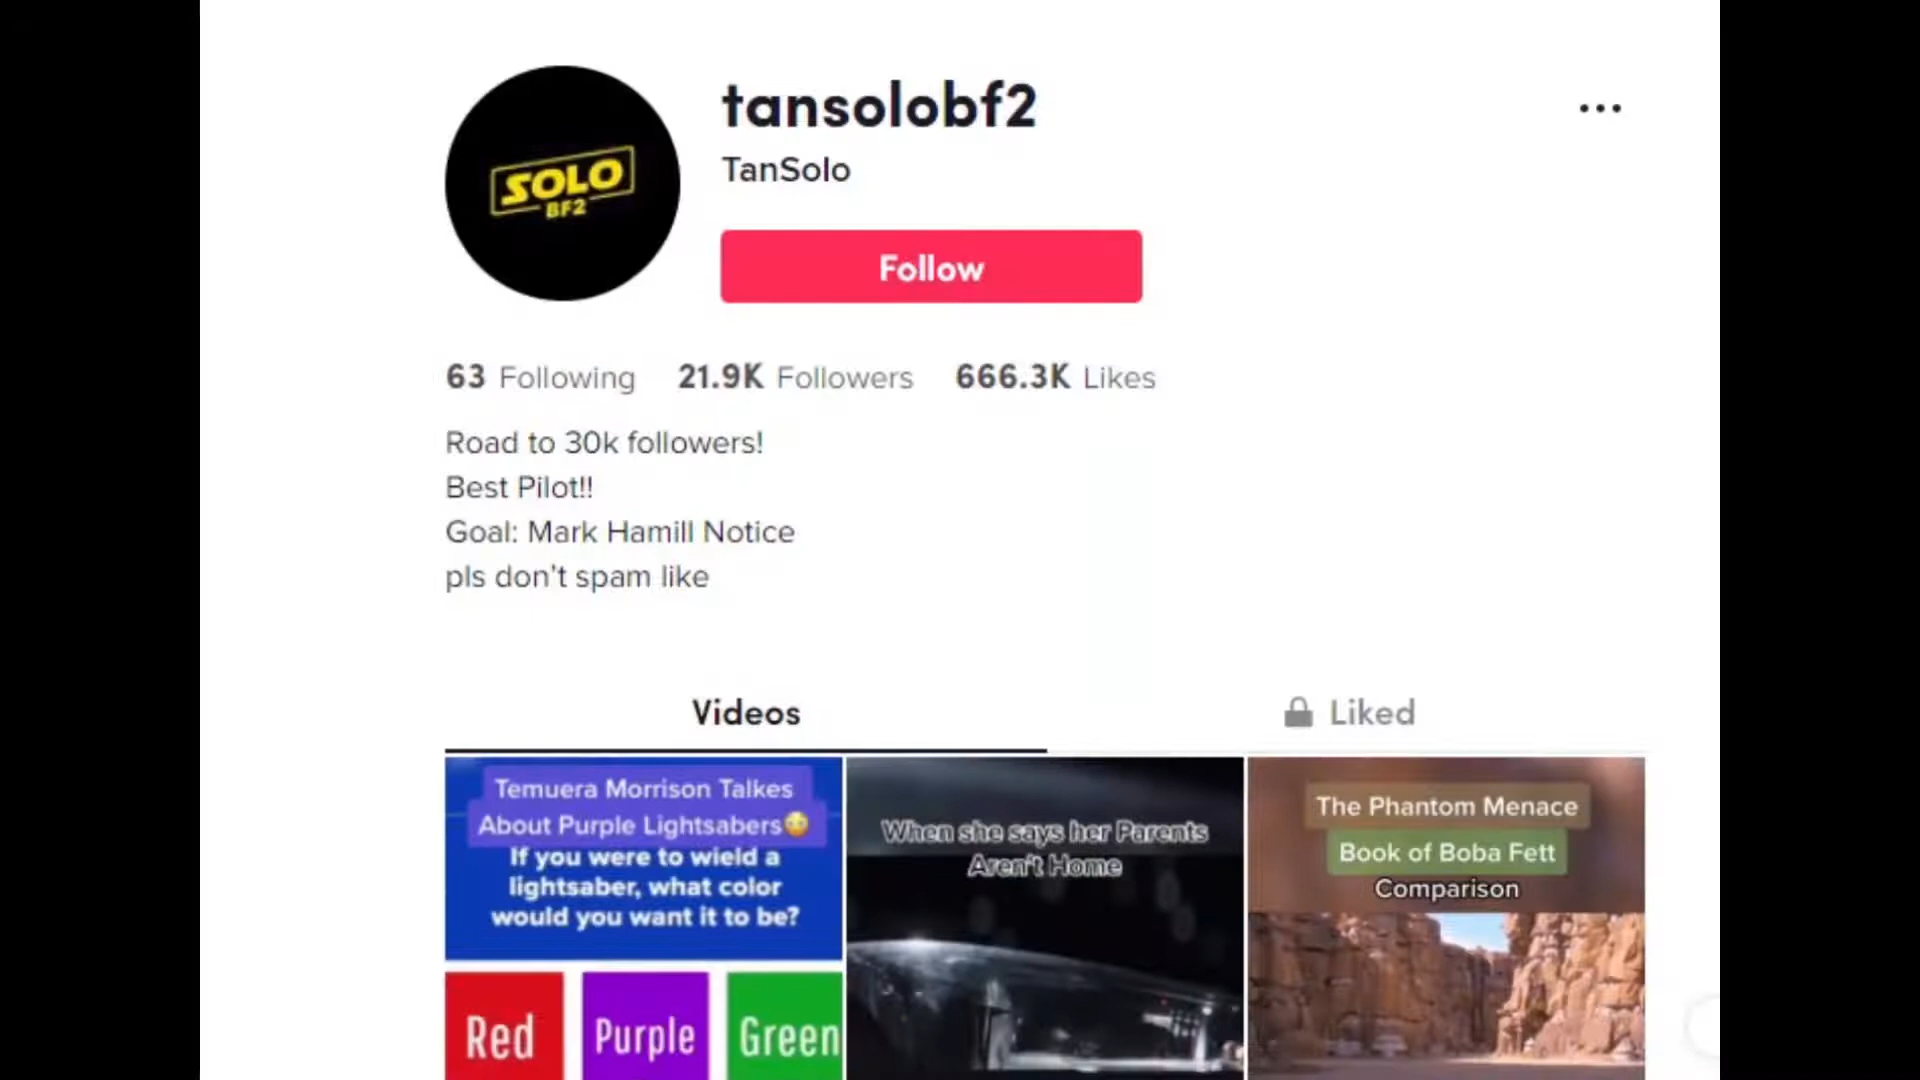 SOLO
BF2
tansolobf2
TanSolo
Follow
63 Following 21.9K Followers 666.3K Likes
Road to 30k followers!
Best Pilot!!
Goal: Mark Hamill Notice
pls don't spam like
Videos
Liked
Temuera Morrison Talkes
About Purple Lightsabers😳
If you were to wield a
lightsaber, what color
would you want it to be?
Red Purple Green
When she says her Parents
Aren't Home
The Phantom Menace
Book of Boba Fett
Comparison